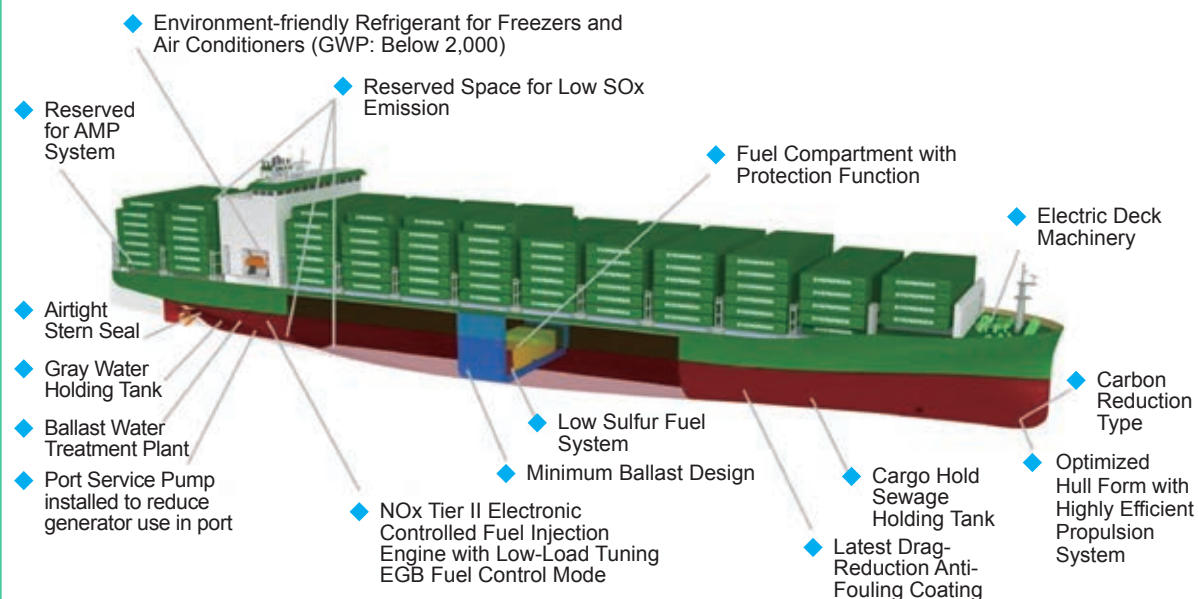 Environment-friendly Refrigerant for Freezers and
Air Conditioners (GWP: Below 2,000)
Reserved Space for Low SOx
Emission
Reserved
for AMP
System
Fuel Compartment with
Protection Function
Electric Deck
Machinery
Airtight
Stern Seal
Gray Water
Holding Tank
Ballast Water
Treatment Plant
Port Service Pump
installed to reduce
generator use in port
NOx Tier II Electronic
Controlled Fuel Injection
Engine with Low-Load Tuning
EGB Fuel Control Mode
Minimum Ballast Design
Low Sulfur Fuel
System
Cargo Hold
Sewage
Holding Tank
Latest Drag-
Reduction Anti-
Fouling Coating
Carbon
Reduction
Type
Optimized
Hull Form with
Highly Efficient
Propulsion
System